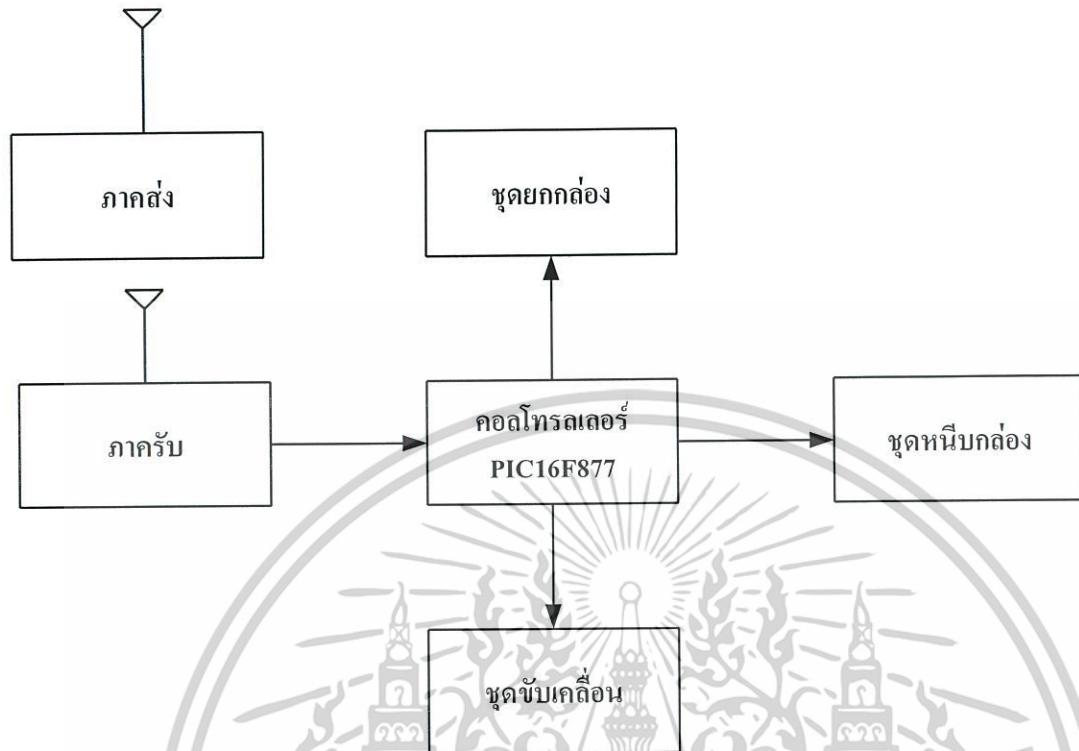 ภาคส่ง
ชุดยกกล่อง
ภาครับ
คอลโทรลเลอร์
PIC16F877
ชุดหนีบกล่อง
ชุดขับเคลื่อน